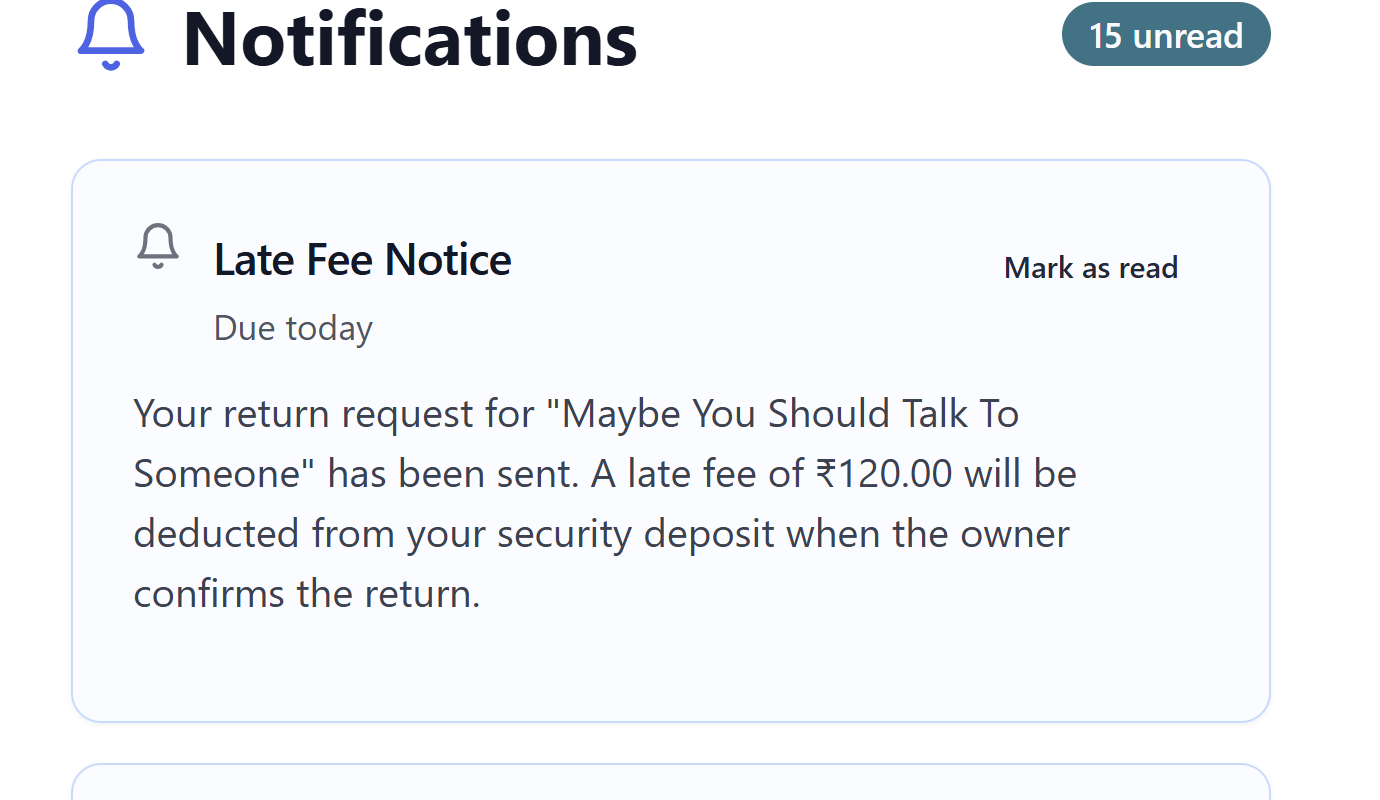 Notifications
15 unread
Late Fee Notice
Mark as read
Due today
Your return request for "Maybe You Should Talk To
Someone" has been sent. A late fee of ₹120.00 will be
deducted from your security deposit when the owner
confirms the return.